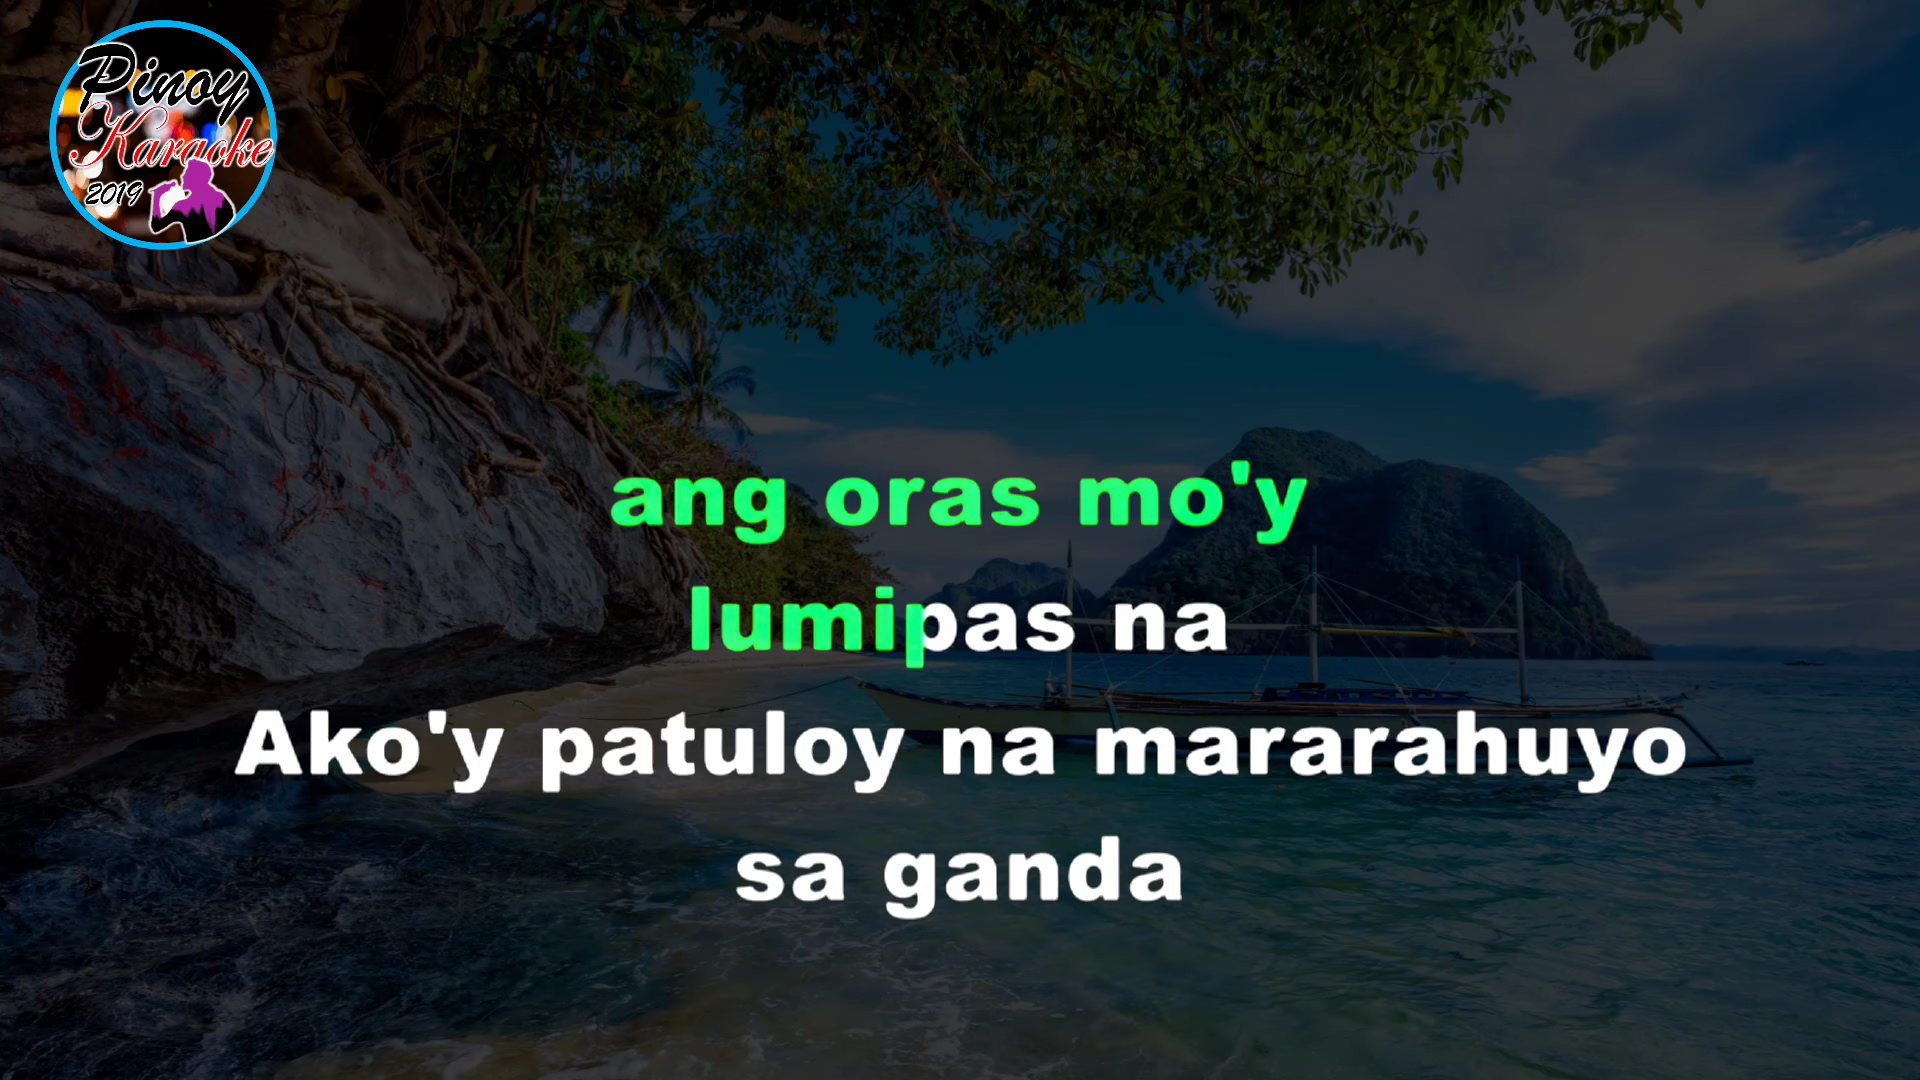 Pinoy
Karaoke
2019
ang oras mo'y
lumipas na
Ako'y patuloy na mararahuyo
sa ganda